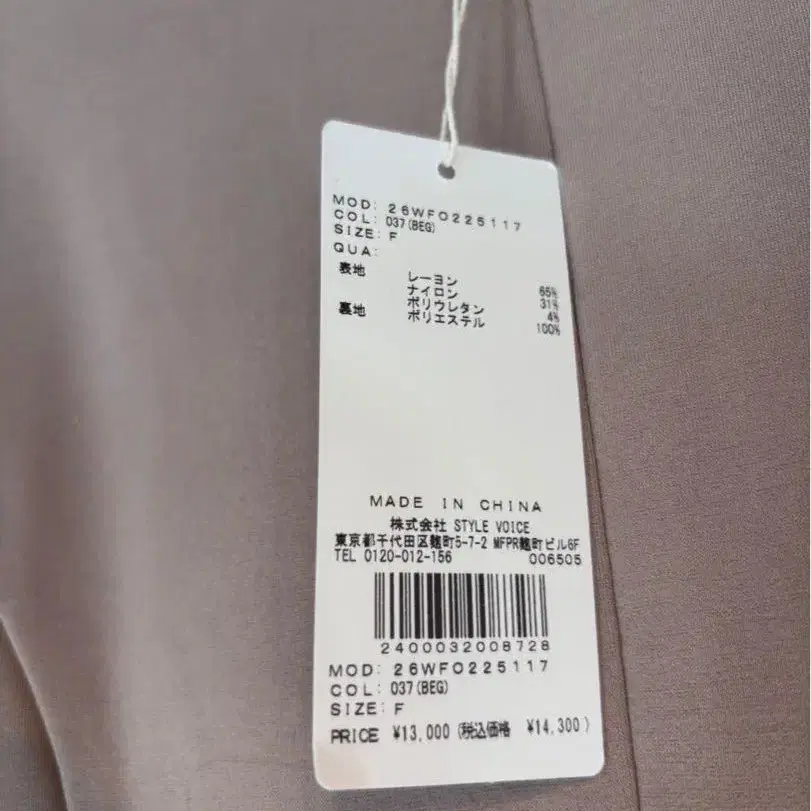 MOD: 26WFO225117
COL: 037(BEG)
SIZE: F
QUA:
表地 レーヨン 65%
ナイロン 31%
ポリウレタン 4%
裏地 ポリエステル 100%
MADE IN CHINA
株式会社 STYLE VOICE
東京都千代田区麹町5-7-2 MFPR麹町ビル6F
TEL 0120-012-156 006505
2400032008728
MOD: 26WFO225117
COL: 037(BEG)
SIZE: F
PRICE ¥13,000 (税込価格 ¥14,300 )